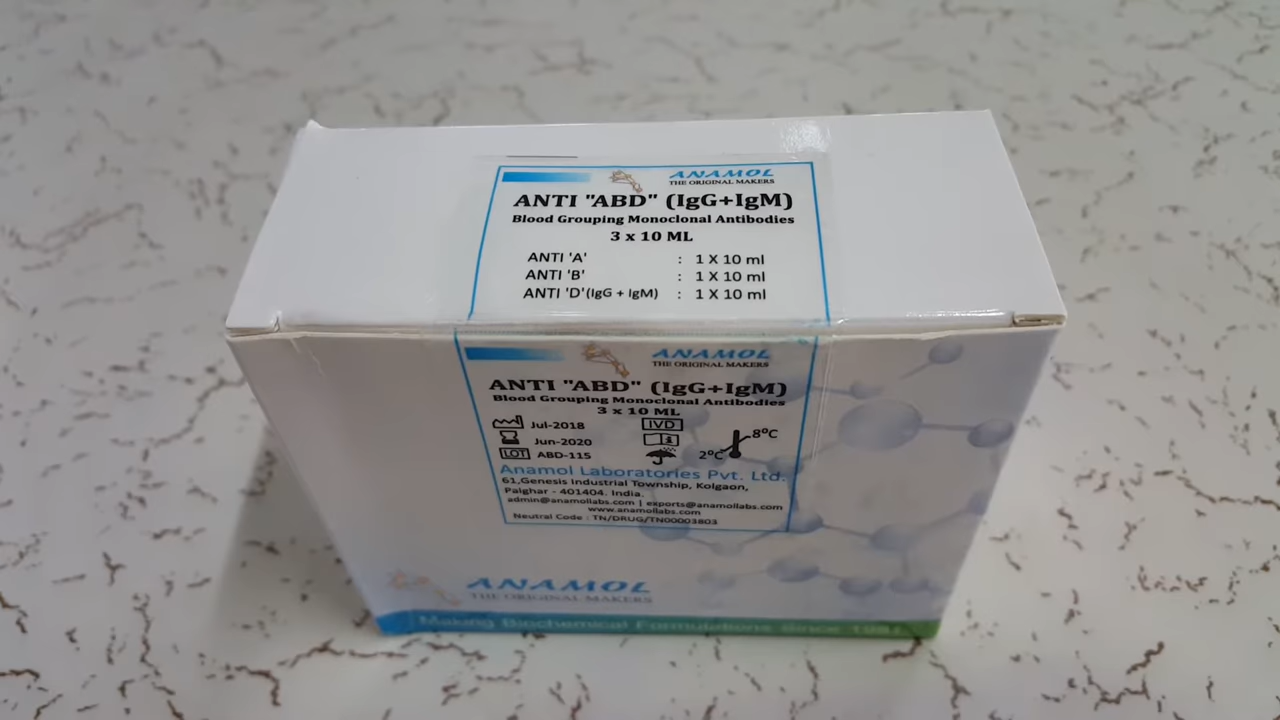 ANAMOL
THE ORIGINAL MAKERS
ANTI "ABD" (IgG+IgM)
Blood Grouping Monoclonal Antibodies
3 x 10 ML
ANTI 'A' : 1 X 10 ml
ANTI 'B' : 1 X 10 ml
ANTI 'D'(IgG + IgM) : 1 X 10 ml
ANAMOL
THE ORIGINAL MAKERS
ANTI "ABD" (IgG+IgM)
Blood Grouping Monoclonal Antibodies
3 x 10 ML
Jul-2018 IVD
Jun-2020 i
LOT ABD-115 2°C 8°C
Anamol Laboratories Pvt. Ltd.
61,Genesis Industrial Township, Kolgaon,
Palghar - 401404. India.
admin@anamollabs.com | exports@anamollabs.com
www.anamollabs.com
Neutral Code : TN/DRUG/TN00003803
ANAMOL
THE ORIGINAL MAKERS
Making Biochemical Formulations Since